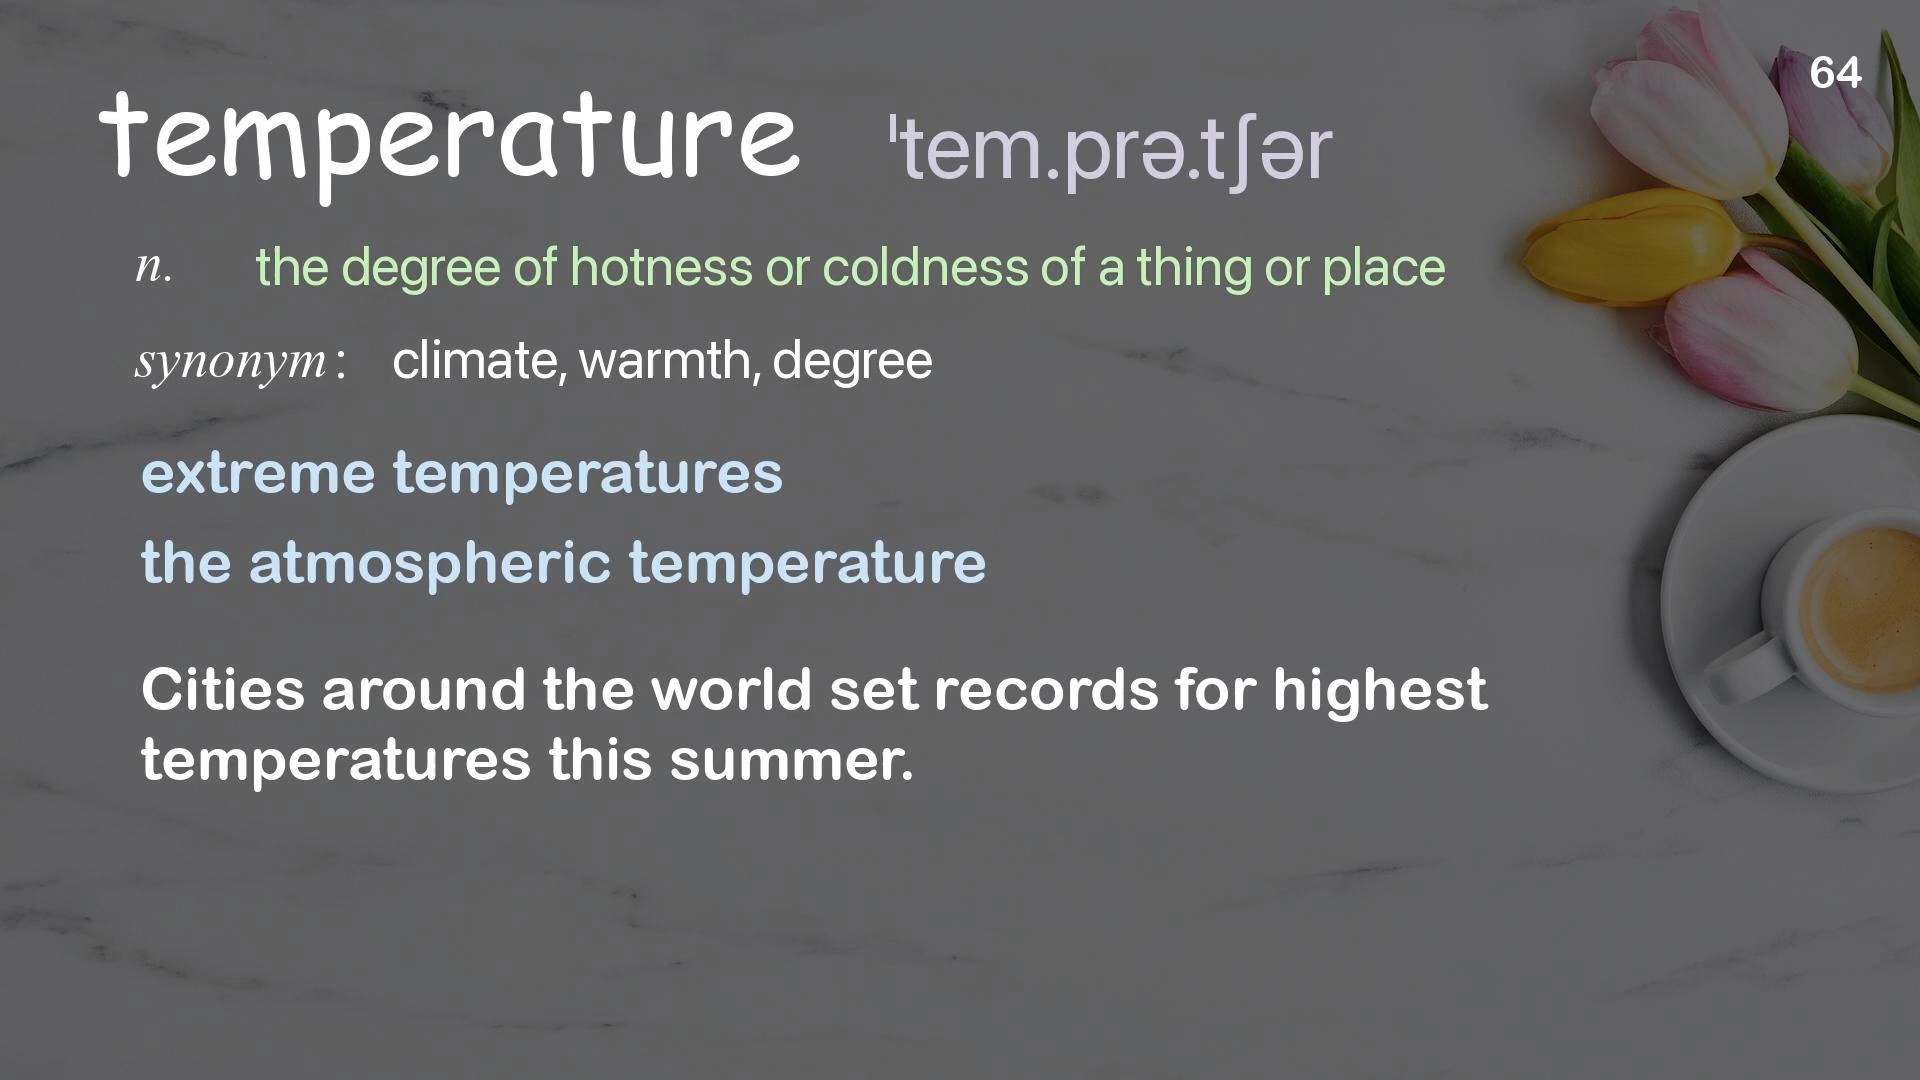 64
temperature ˈtem.prə.tʃər
n. the degree of hotness or coldness of a thing or place
synonym: climate, warmth, degree
extreme temperatures
the atmospheric temperature
Cities around the world set records for highest
temperatures this summer.